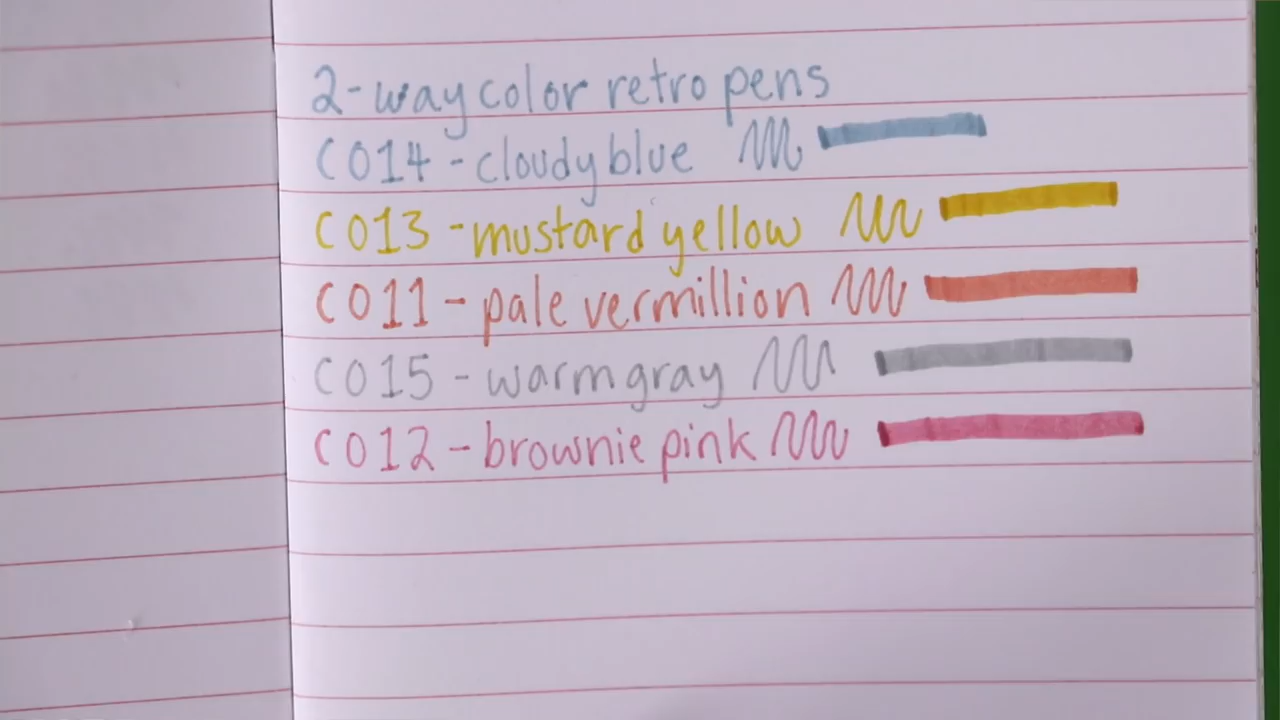 2-way color retro pens
C014 - cloudy blue
C013 - mustard yellow
C011 - pale vermillion
C015 - warm gray
C012 - brownie pink